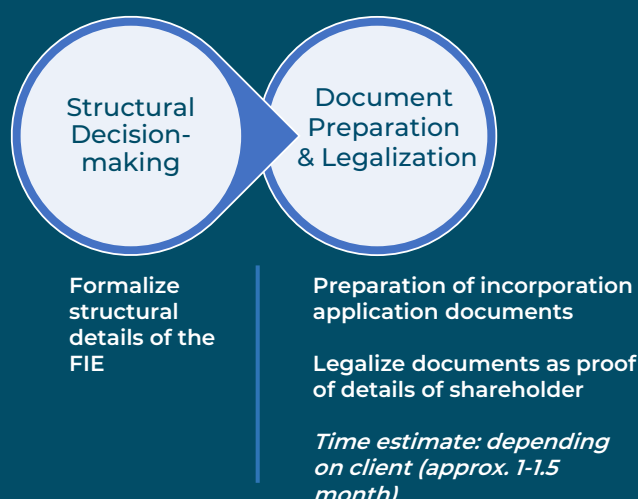 Structural
Decision-
making
Document
Preparation
& Legalization
Formalize
structural
details of the
FIE
Preparation of incorporation
application documents
Legalize documents as proof
of details of shareholder
Time estimate: depending
on client (approx. 1-1.5
month)